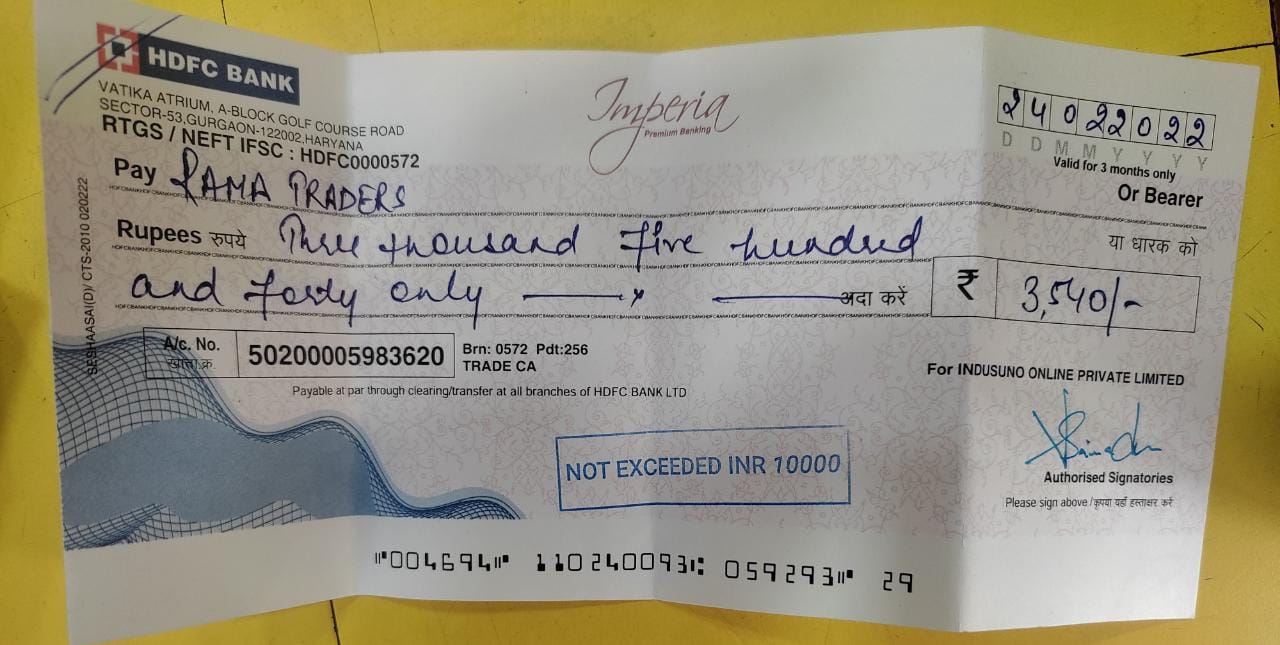 HDFC BANK
VATIKA ATRIUM, A-BLOCK GOLF COURSE ROAD
SECTOR-53,GURGAON-122002,HARYANA
RTGS / NEFT IFSC : HDFC0000572
Imperia
Premium Banking
24022022
D D M M Y Y Y Y
Valid for 3 months only
Pay RAMA TRADERS
Or Bearer
या धारक को
Rupees रुपये Three thousand Five hundred
and forty only अदा करें
₹ 3,540/-
A/c. No.
खाता क्र.
50200005983620
Brn: 0572 Pdt:256
TRADE CA
Payable at par through clearing/transfer at all branches of HDFC BANK LTD
For INDUSUNO ONLINE PRIVATE LIMITED
NOT EXCEEDED INR 10000
Authorised Signatories
Please sign above /कृपया यहाँ हस्ताक्षर करें
SESHAASAI(D)/ CTS-2010 020222
⑈004694⑈ 110240093⑆ 059293⑈ 29